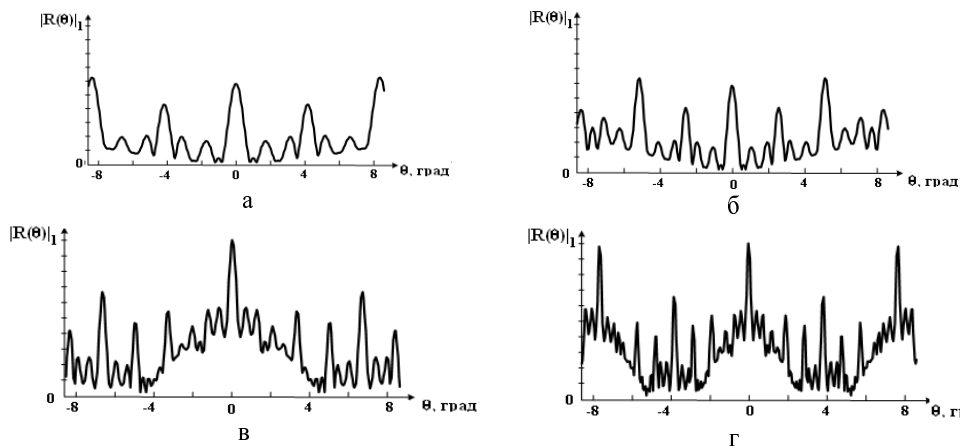 |R(θ)| 1
0
-8 -4 0 4 8 θ, град
а
|R(θ)| 1
0
-8 -4 0 4 8 θ, град
б
|R(θ)| 1
0
-8 -4 0 4 8 θ, град
в
|R(θ)| 1
0
-8 -4 0 4 8 θ, гр
г